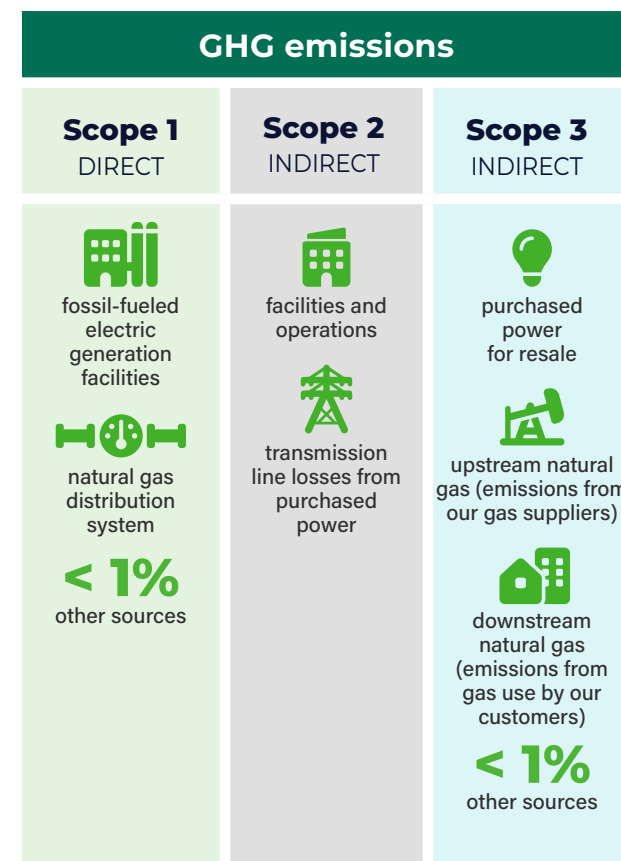 GHG emissions
Scope 1
DIRECT
fossil-fueled
electric
generation
facilities
natural gas
distribution
system
< 1%
other sources
Scope 2
INDIRECT
facilities and
operations
transmission
line losses from
purchased
power
Scope 3
INDIRECT
purchased
power
for resale
upstream natural
gas (emissions from
our gas suppliers)
downstream
natural gas
(emissions from
gas use by our
customers)
< 1%
other sources